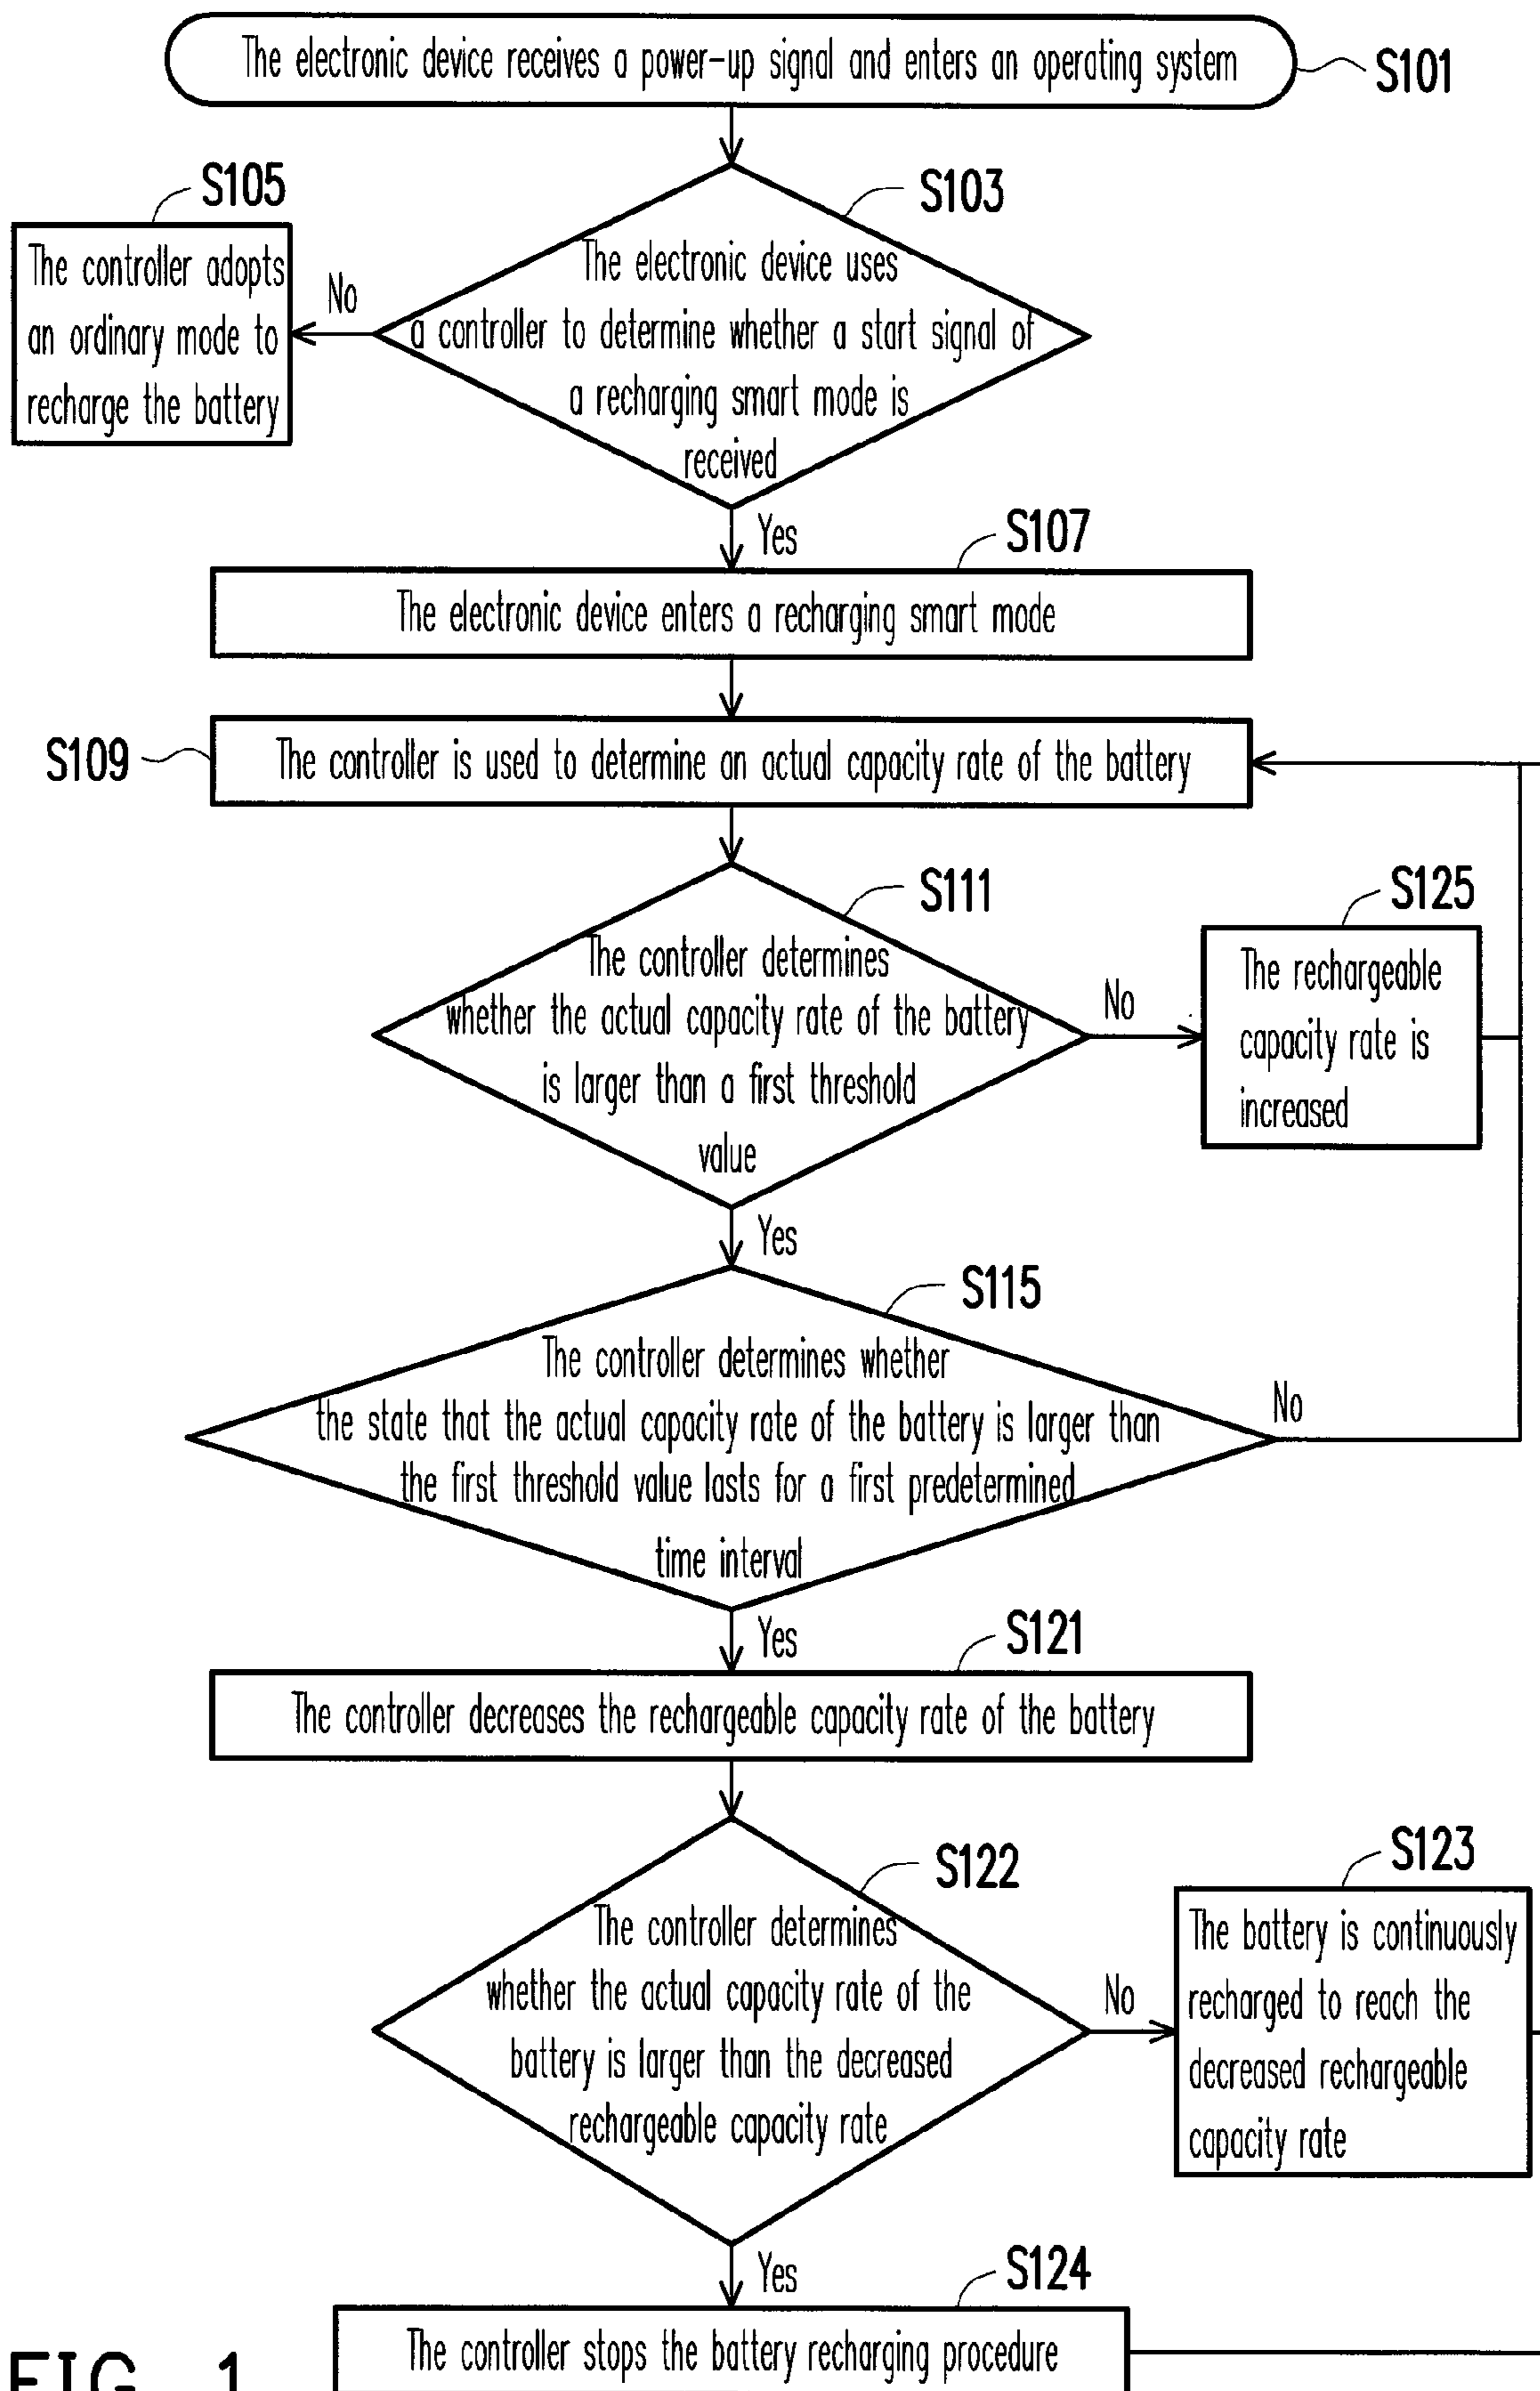 The electronic device receives a power-up signal and enters an operating system
S101
S105
S103
The controller adopts
an ordinary mode to
recharge the battery
No
The electronic device uses
a controller to determine whether a start signal of
a recharging smart mode is
received
Yes
S107
The electronic device enters a recharging smart mode
S109
The controller is used to determine an actual capacity rate of the battery
S111
S125
The controller determines
whether the actual capacity rate of the battery
is larger than a first threshold
value
No
The rechargeable
capacity rate is
increased
Yes
S115
The controller determines whether
the state that the actual capacity rate of the battery is larger than
the first threshold value lasts for a first predetermined
time interval
No
Yes
S121
The controller decreases the rechargeable capacity rate of the battery
S122
S123
The controller determines
whether the actual capacity rate of the
battery is larger than the decreased
rechargeable capacity rate
No
The battery is continuously
recharged to reach the
decreased rechargeable
capacity rate
Yes
S124
The controller stops the battery recharging procedure
FIG. 1